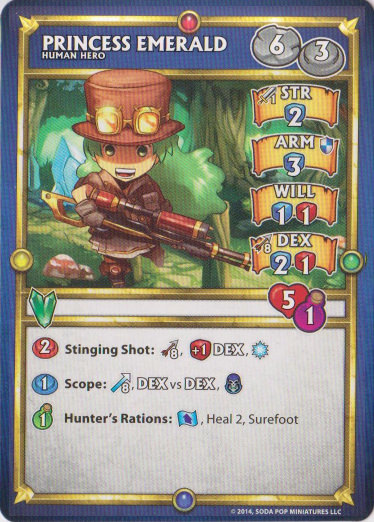 PRINCESS EMERALD
HUMAN HERO
6 3
1 STR
2
ARM
3
WILL
1 1
8 DEX
2 1
5
1
2 Stinging Shot: 8, +1 DEX,
1 Scope: 8, DEX vs DEX,
1 Hunter's Rations: , Heal 2, Surefoot
© 2014, SODA POP MINIATURES LLC